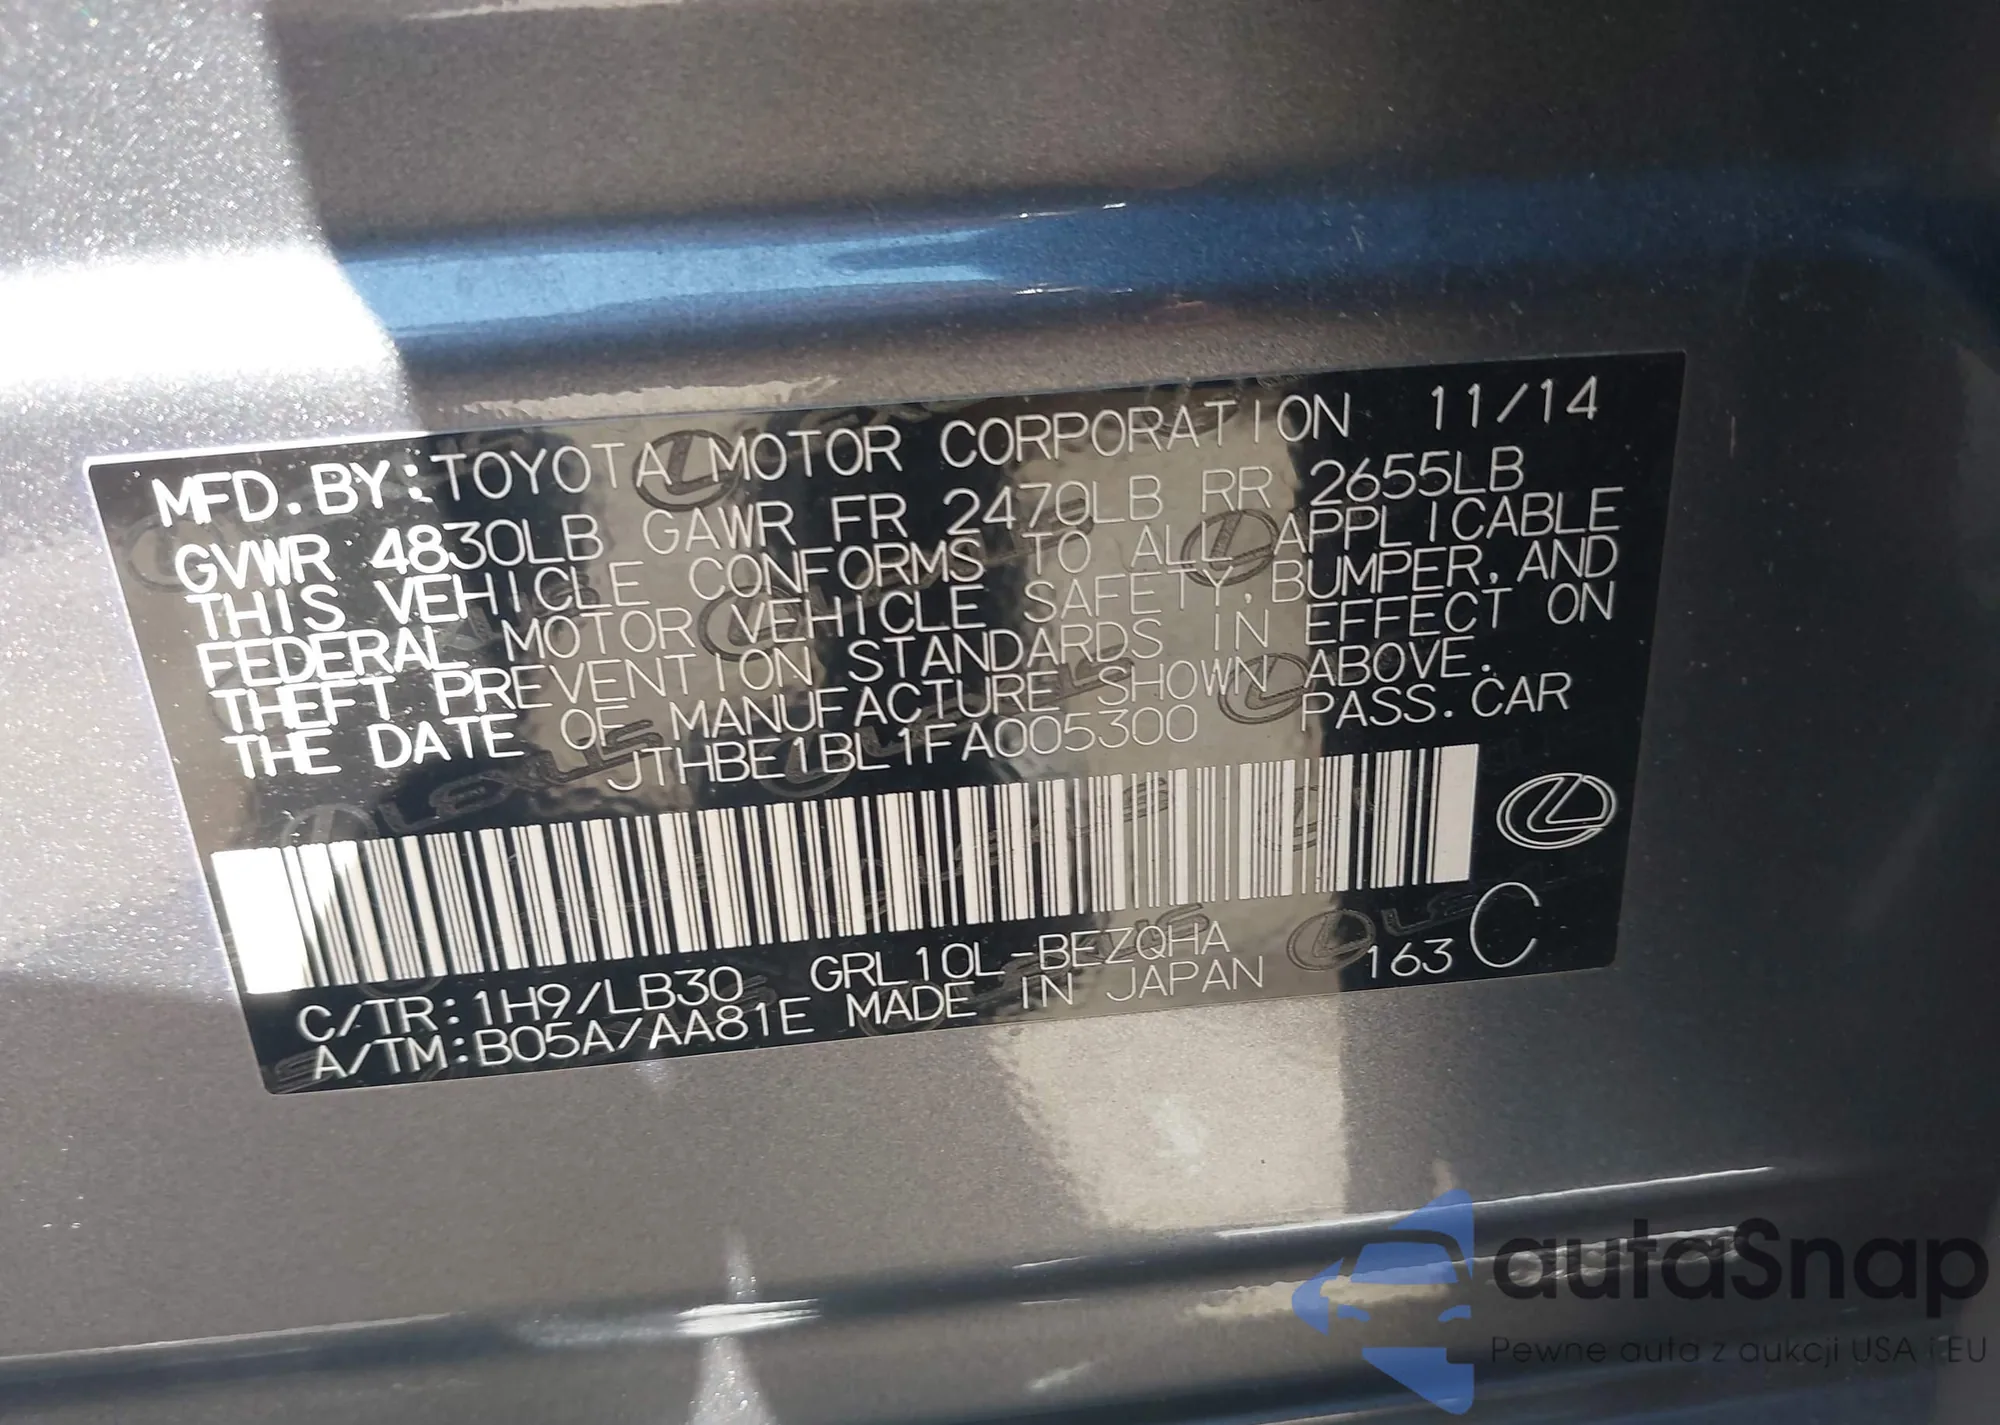 MFD. BY: TOYOTA MOTOR CORPORATION 11/14
GVWR 4830LB GAWR FR 2470LB RR 2655LB
THIS VEHICLE CONFORMS TO ALL APPLICABLE
FEDERAL MOTOR VEHICLE SAFETY, BUMPER, AND
THEFT PREVENTION STANDARDS IN EFFECT ON
THE DATE OF MANUFACTURE SHOWN ABOVE.
JTHBE1BL1FA005300 PASS. CAR
C/TR: 1H9/LB30 GRL10L-BEZQHA 163 C
A/TM: B05A/AA81E MADE IN JAPAN
autaSnap
Pewne auta z aukcji USA i EU